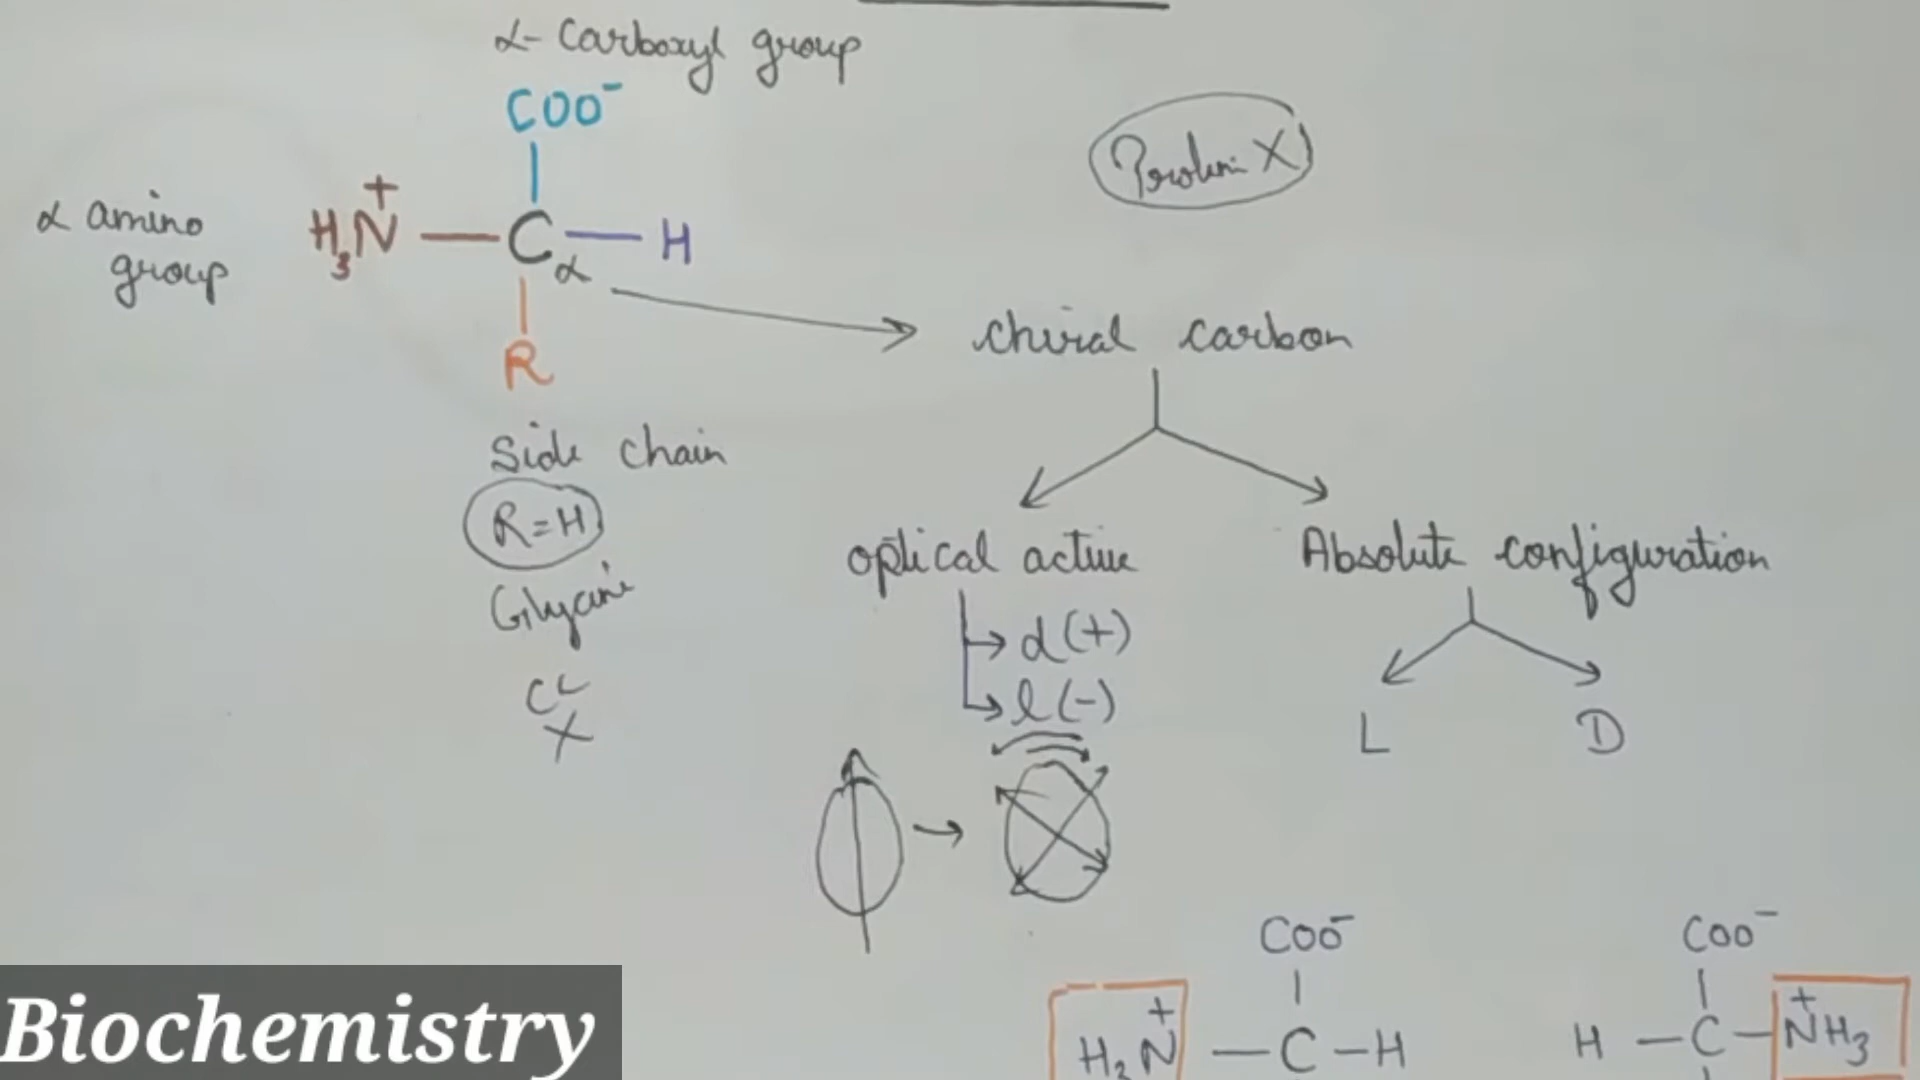 α- Carboxyl group
COO⁻
Prolin X
α amino
group
H₃N⁺ — Cα — H
R
chiral carbon
Side chain
R=H
Glycine
optical active
Absolute configuration
d (+)
l (-)
L
D
COO⁻
COO⁻
H₃N⁺ — C — H
H — C — N⁺H₃
Biochemistry